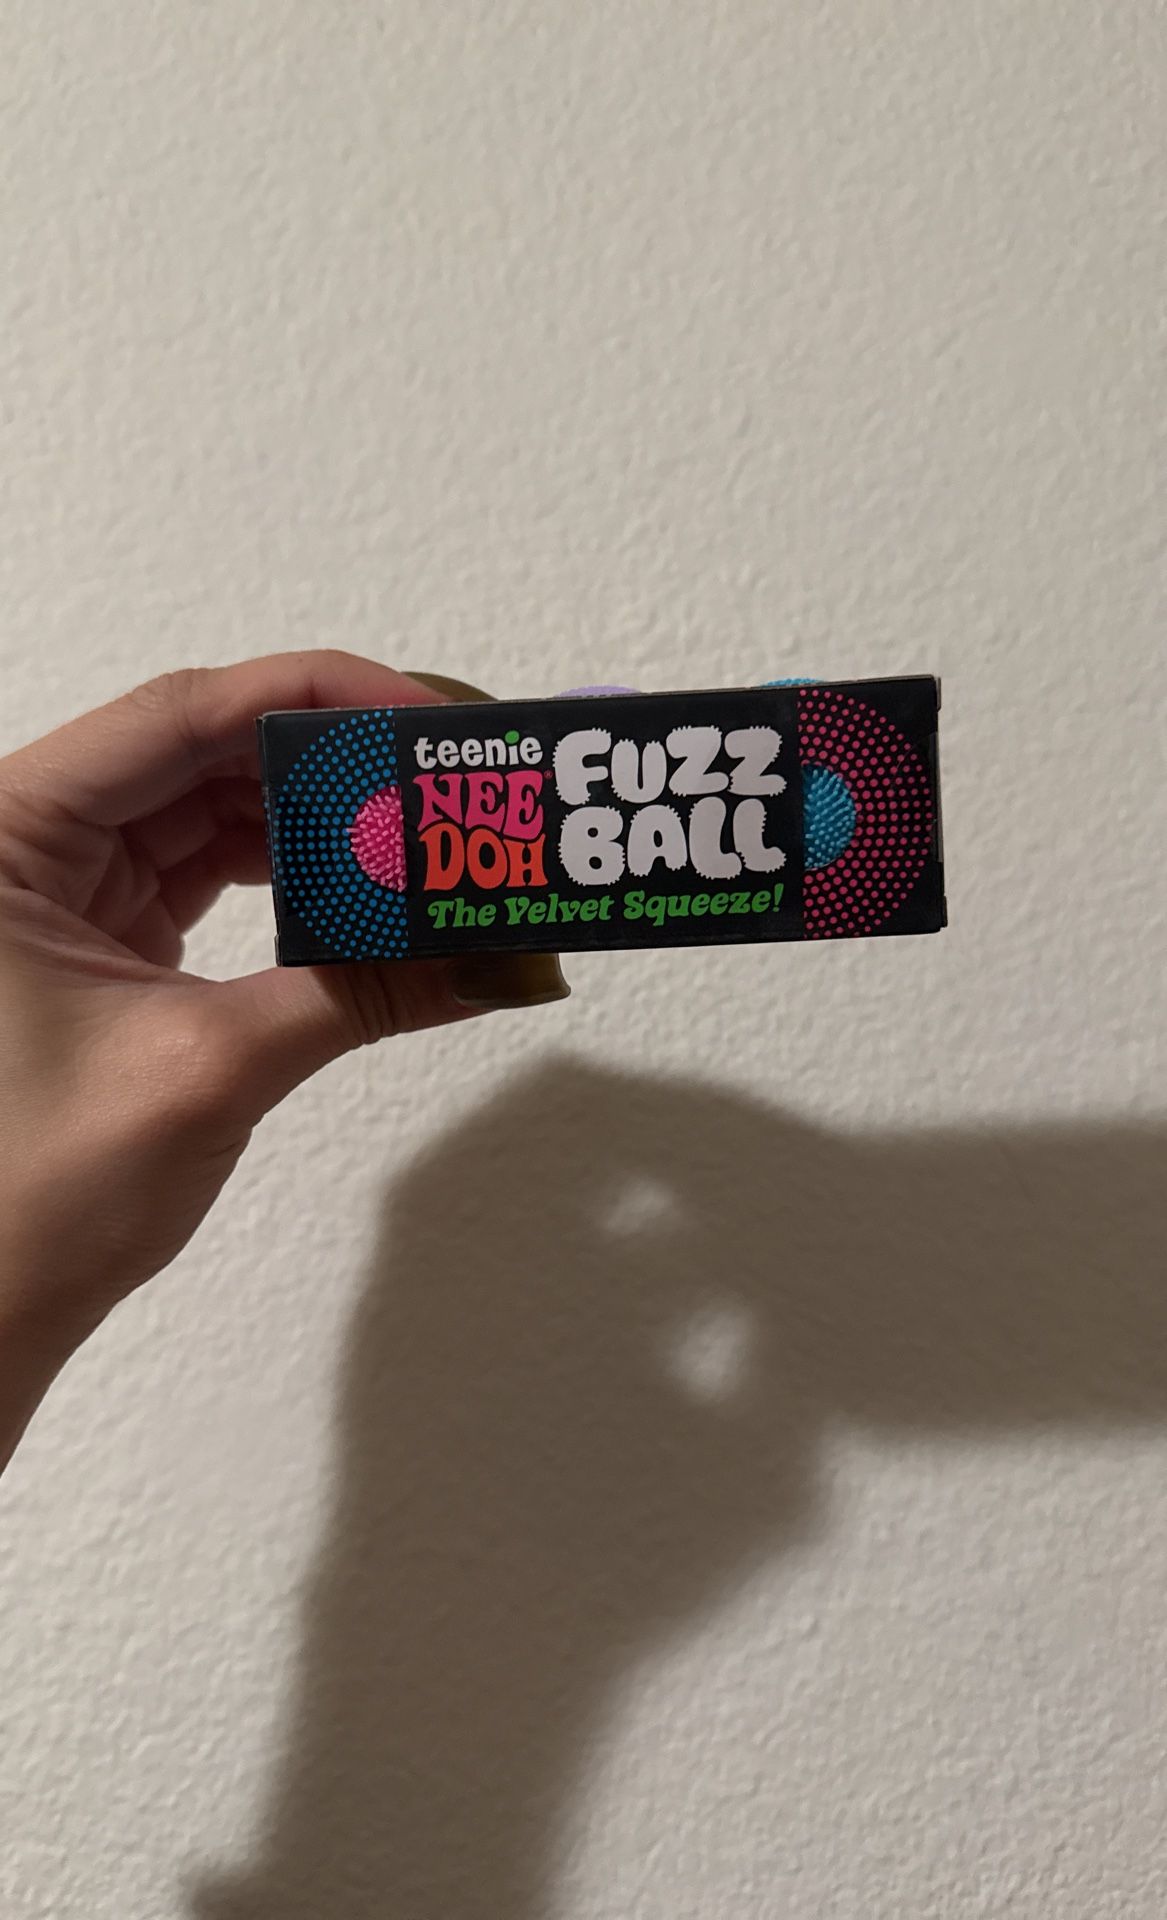 teenie
NEE
DOH®
FUZZ
BALL
The Velvet Squeeze!